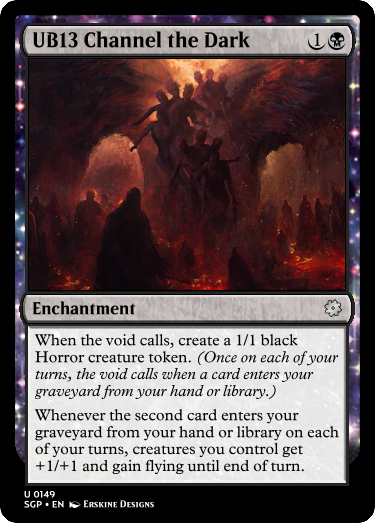 UB13 Channel the Dark 1
Enchantment
When the void calls, create a 1/1 black
Horror creature token. (Once on each of your
turns, the void calls when a card enters your
graveyard from your hand or library.)
Whenever the second card enters your
graveyard from your hand or library on each
of your turns, creatures you control get
+1/+1 and gain flying until end of turn.
U 0149
SGP • EN Erskine Designs